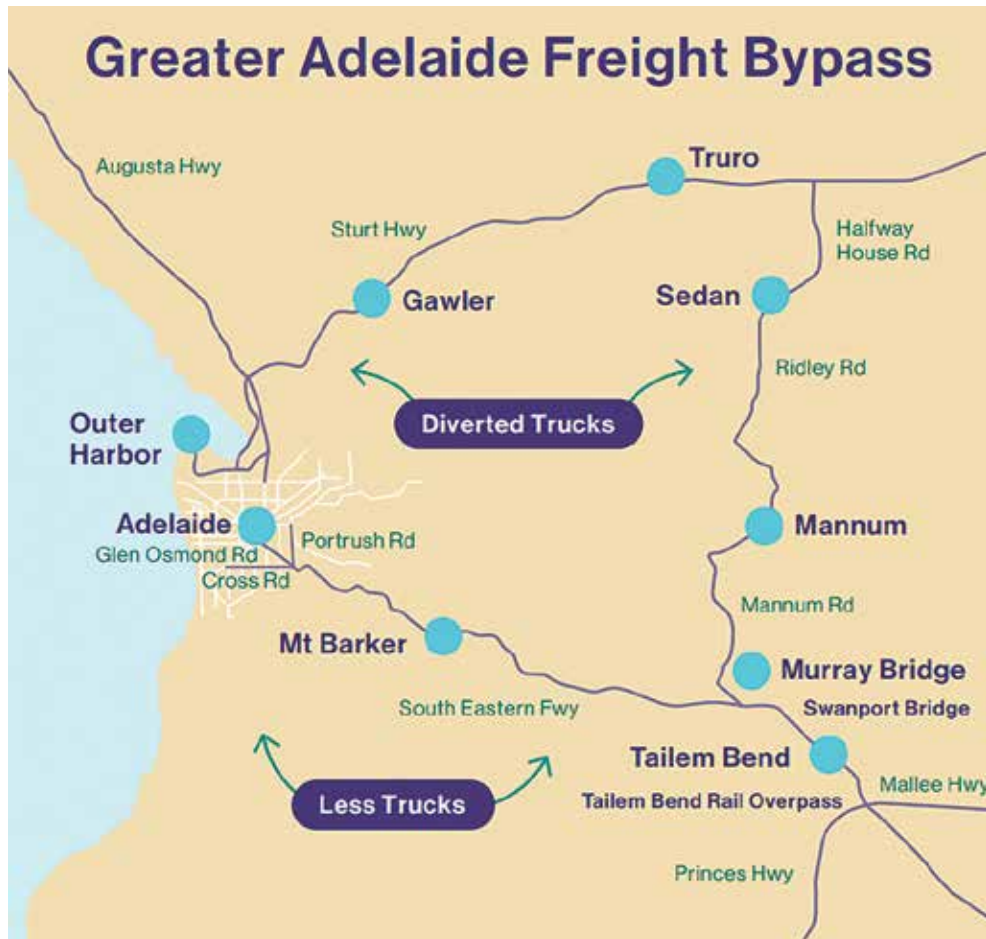 Greater Adelaide Freight Bypass
Augusta Hwy
Truro
Sturt Hwy
Halfway
House Rd
Gawler
Sedan
Ridley Rd
Diverted Trucks
Outer
Harbor
Adelaide
Portrush Rd
Mannum
Glen Osmond Rd
Cross Rd
Mannum Rd
Mt Barker
Murray Bridge
South Eastern Fwy
Swanport Bridge
Tailem Bend
Mallee Hwy
Less Trucks
Tailem Bend Rail Overpass
Princes Hwy